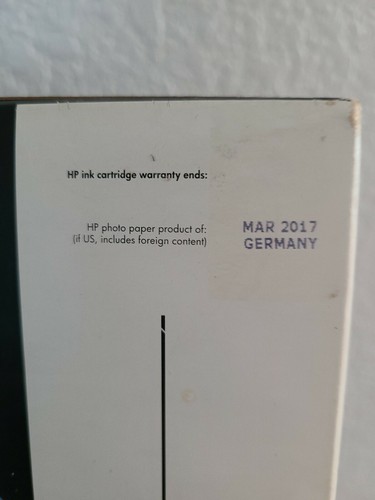 HP ink cartridge warranty ends:
HP photo paper product of: MAR 2017
(if US, includes foreign content) GERMANY